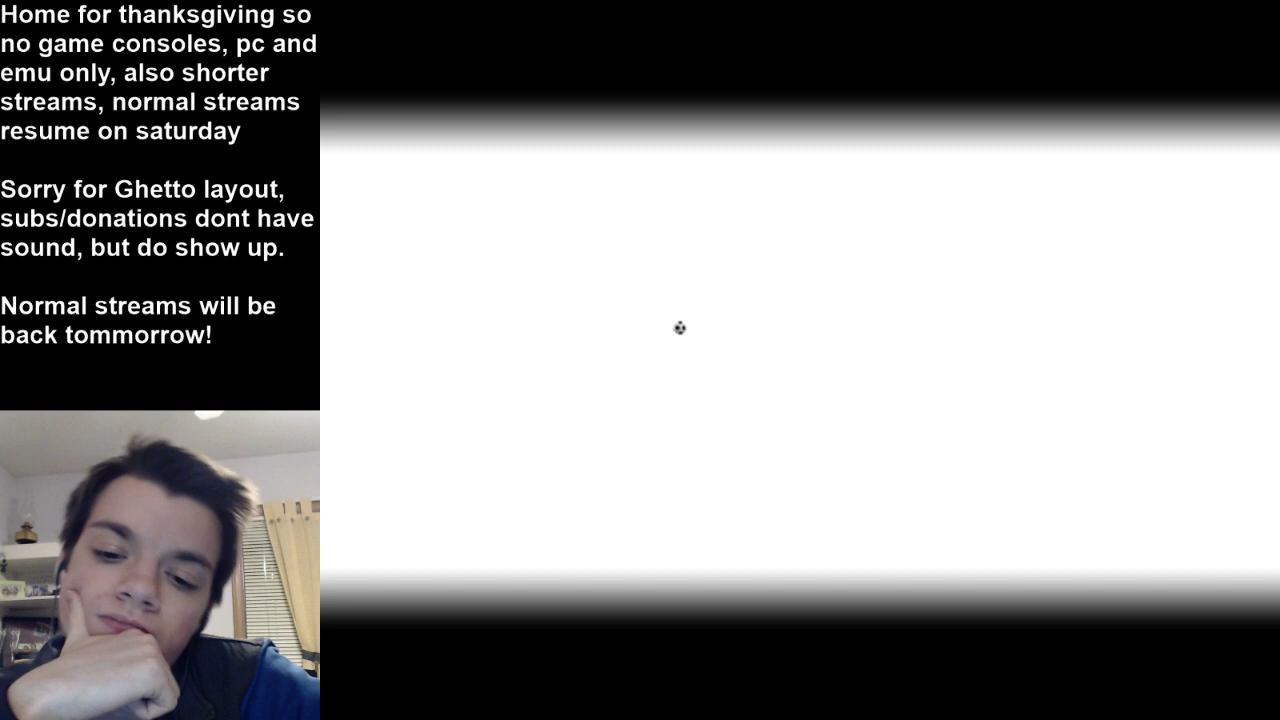 Home for thanksgiving so
no game consoles, pc and
emu only, also shorter
streams, normal streams
resume on saturday
Sorry for Ghetto layout,
subs/donations dont have
sound, but do show up.
Normal streams will be
back tommorrow!